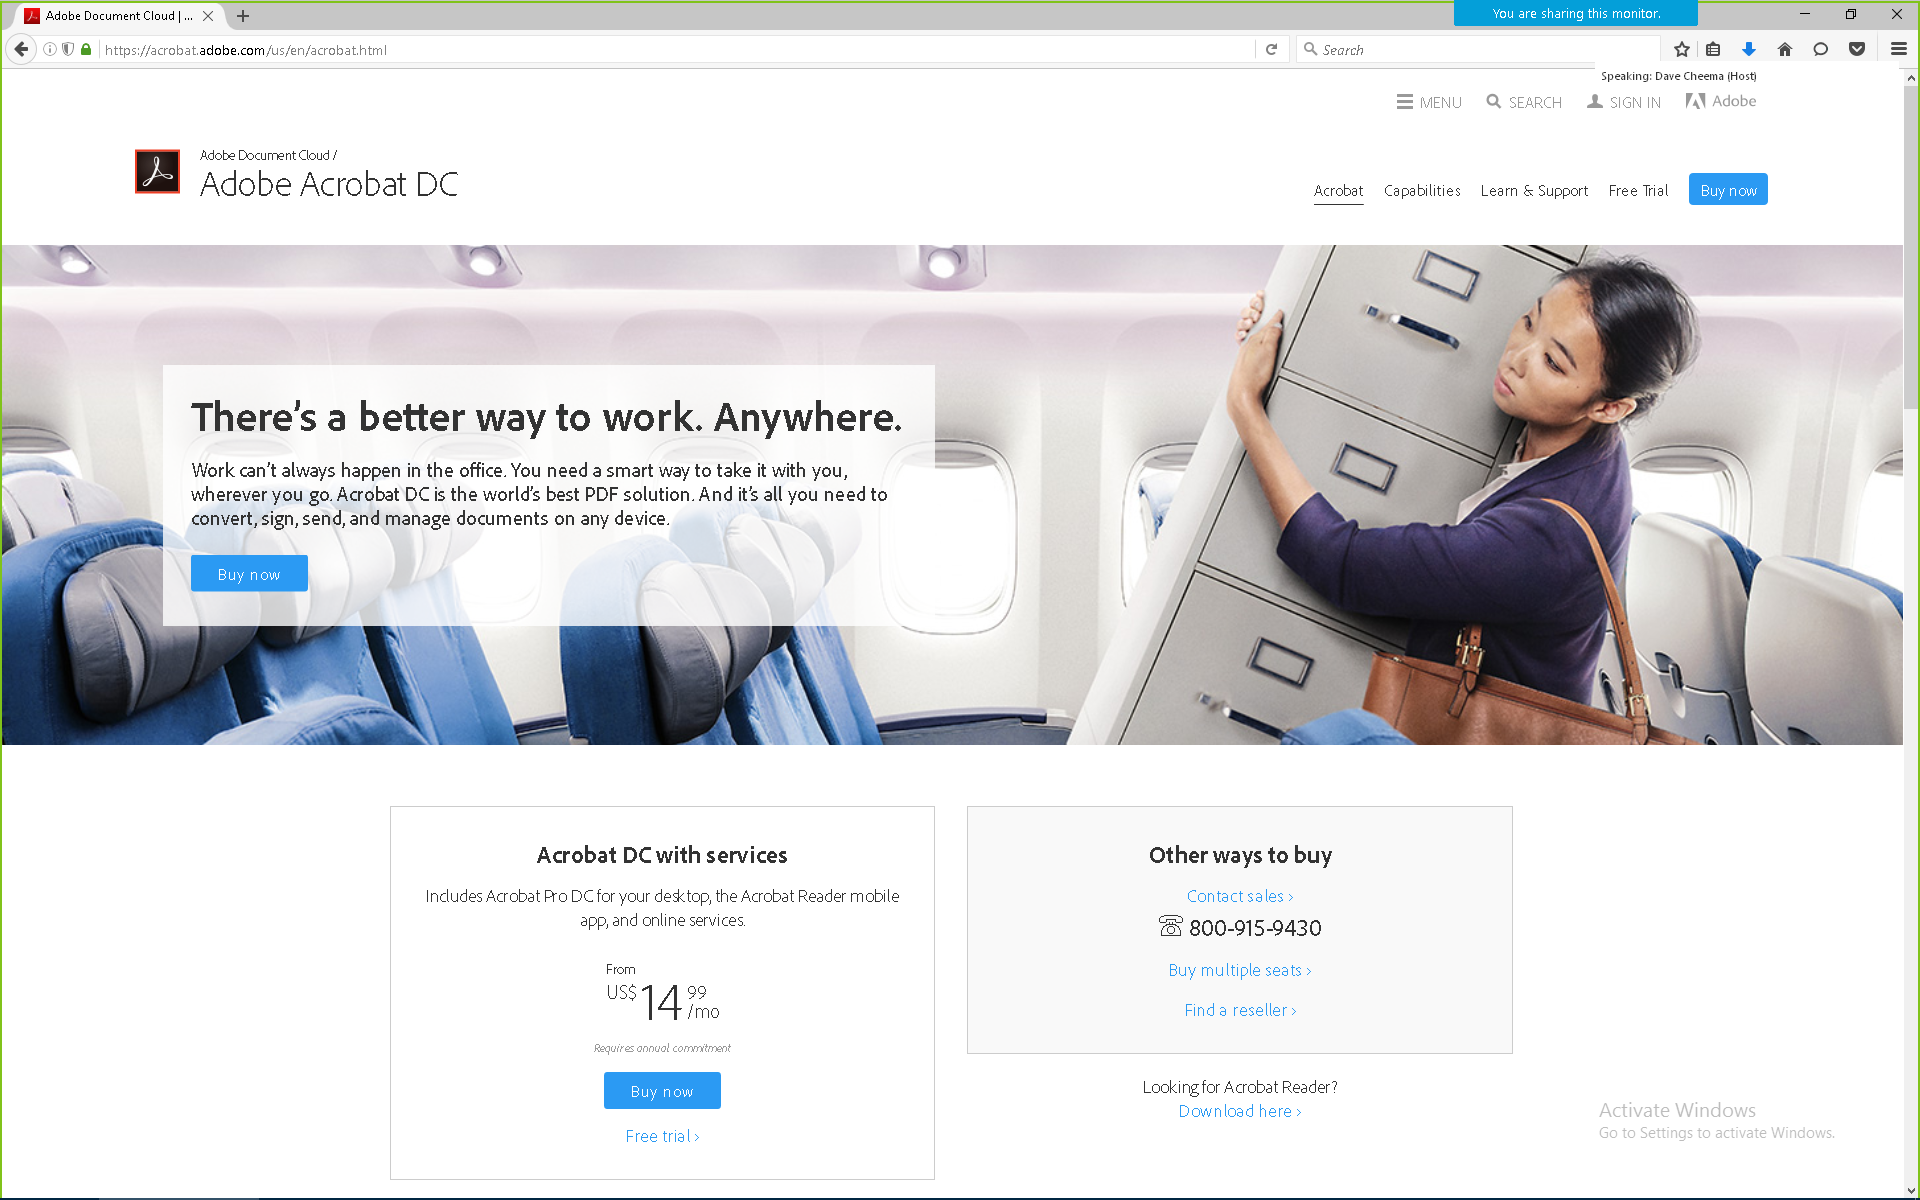 Adobe Document Cloud | ...
You are sharing this monitor.
https://acrobat.adobe.com/us/en/acrobat.html
Search
Speaking: Dave Cheema (Host)
MENU
SEARCH
SIGN IN
Adobe
Adobe Document Cloud /
Adobe Acrobat DC
Acrobat
Capabilities
Learn & Support
Free Trial
Buy now
There's a better way to work. Anywhere.
Work can't always happen in the office. You need a smart way to take it with you,
wherever you go. Acrobat DC is the world's best PDF solution. And it's all you need to
convert, sign, send, and manage documents on any device.
Buy now
Acrobat DC with services
Includes Acrobat Pro DC for your desktop, the Acrobat Reader mobile
app, and online services.
From
US$14 99 /mo
Requires annual commitment
Buy now
Free trial ›
Other ways to buy
Contact sales ›
800-915-9430
Buy multiple seats ›
Find a reseller ›
Looking for Acrobat Reader?
Download here ›
Activate Windows
Go to Settings to activate Windows.